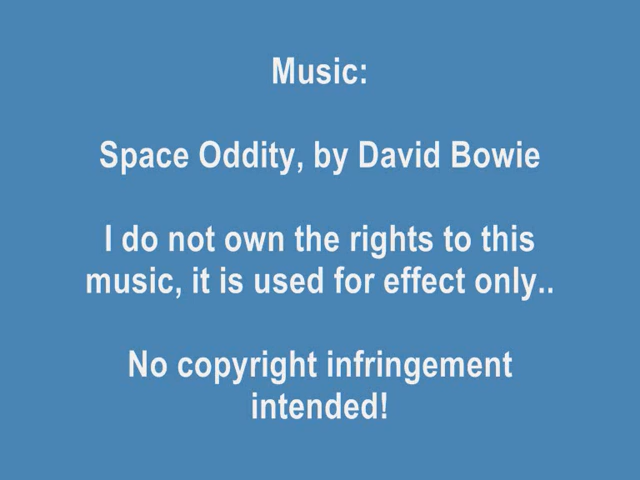 Music:
Space Oddity, by David Bowie
I do not own the rights to this
music, it is used for effect only..
No copyright infringement
intended!